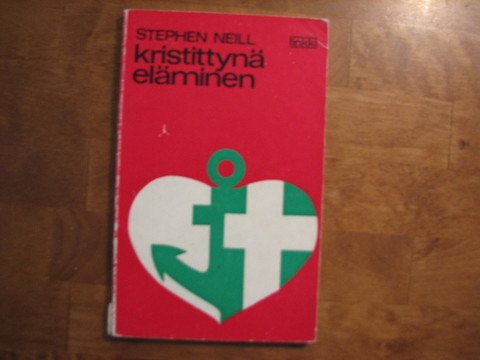 STEPHEN NEILL
kristittynä
eläminen